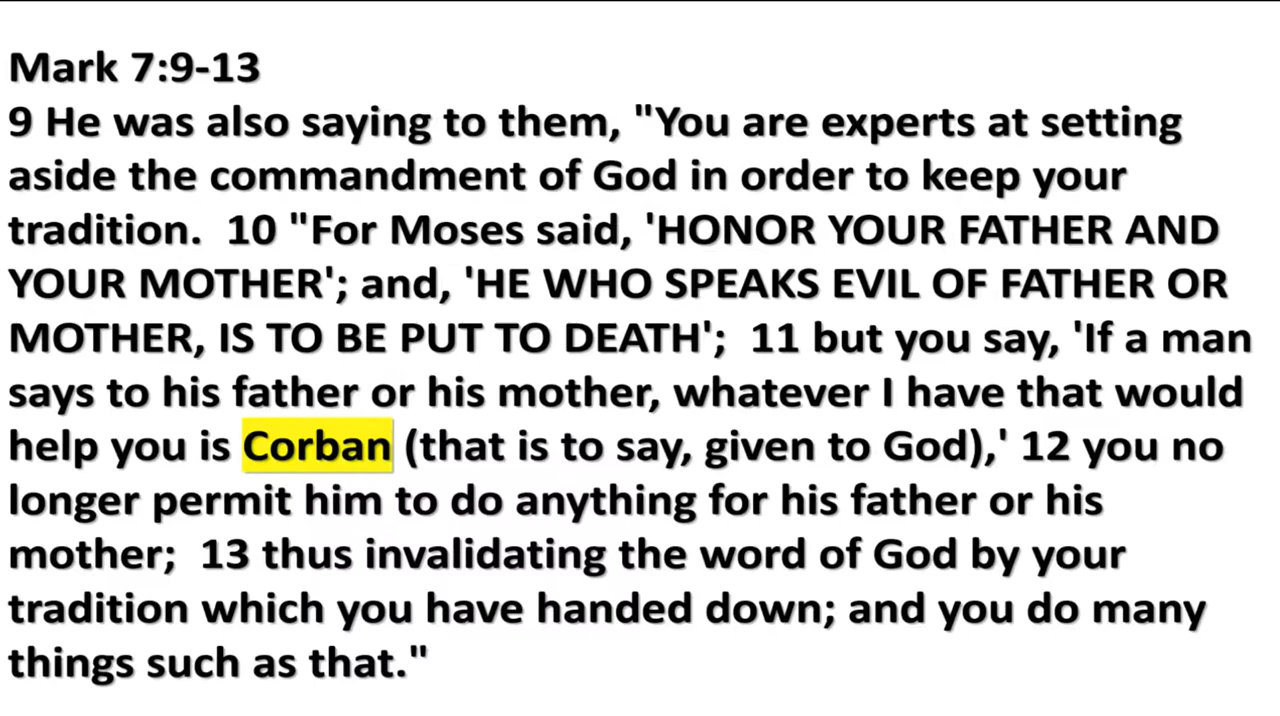 Mark 7:9-13
9 He was also saying to them, "You are experts at setting
aside the commandment of God in order to keep your
tradition.  10 "For Moses said, 'HONOR YOUR FATHER AND
YOUR MOTHER'; and, 'HE WHO SPEAKS EVIL OF FATHER OR
MOTHER, IS TO BE PUT TO DEATH';  11 but you say, 'If a man
says to his father or his mother, whatever I have that would
help you is Corban (that is to say, given to God),' 12 you no
longer permit him to do anything for his father or his
mother;  13 thus invalidating the word of God by your
tradition which you have handed down; and you do many
things such as that."